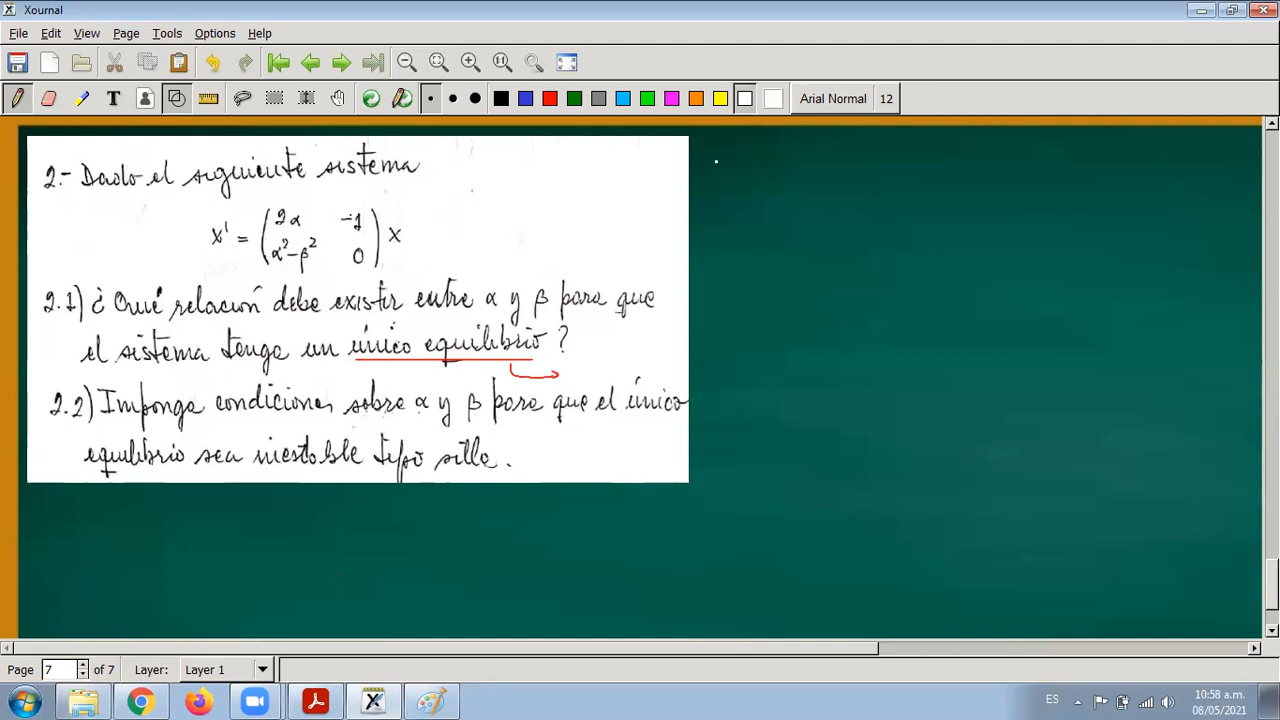 Xournal
File Edit View Page Tools Options Help
Arial Normal 12
2.- Dado el siguiente sistema
X' = (2α -1
α²-β² 0) X
2.1) ¿Qué relación debe existir entre α y β para que
el sistema tenga un único equilibrio?
2.2) Imponga condiciones sobre α y β para que el único
equilibrio sea inestable tipo silla.
Page 7 of 7 Layer: Layer 1
ES 10:58 a.m.
08/05/2021